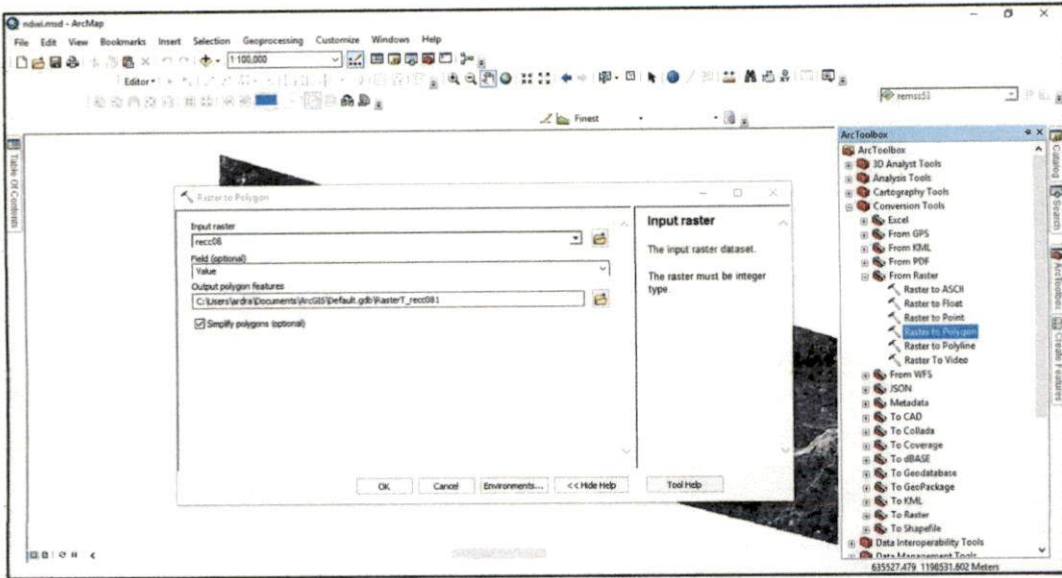 ndwi.msd - ArcMap
File Edit View Bookmarks Insert Selection Geoprocessing Customize Windows Help
1:100,000
Editor
remss53
Finest
Table Of Contents
Raster to Polygon
Input raster
recc08
Field (optional)
Value
Output polygon features
C:\Users\ardra\Documents\ArcGIS\Default.gdb\RasterT_recc081
Simplify polygons (optional)
OK Cancel Environments... << Hide Help Tool Help
Input raster
The input raster dataset.
The raster must be integer
type.
ArcToolbox
ArcToolbox
3D Analyst Tools
Analysis Tools
Cartography Tools
Conversion Tools
Excel
From GPS
From KML
From PDF
From Raster
Raster to ASCII
Raster to Float
Raster to Point
Raster to Polygon
Raster to Polyline
Raster To Video
From WFS
JSON
Metadata
To CAD
To Collada
To Coverage
To dBASE
To Geodatabase
To GeoPackage
To KML
To Raster
To Shapefile
Data Interoperability Tools
Data Management Tools
Catalog
Search
ArcToolbox
Create Features
635527.479 1198531.602 Meters